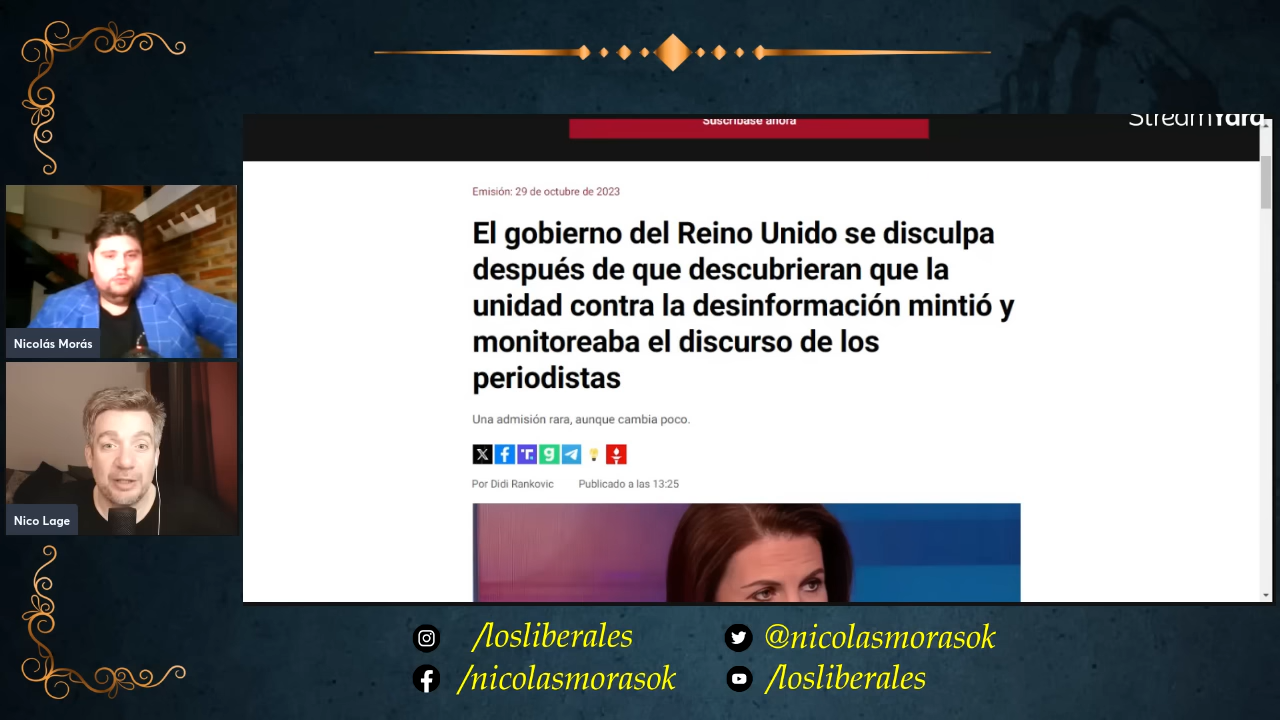 Suscríbase ahora
StreamYard
Emisión: 29 de octubre de 2023
El gobierno del Reino Unido se disculpa
después de que descubrieran que la
unidad contra la desinformación mintió y
monitoreaba el discurso de los
periodistas
Una admisión rara, aunque cambia poco.
Por Didi Rankovic Publicado a las 13:25
Nicolás Morás
Nico Lage
/losliberales @nicolasmorasok
/nicolasmorasok /losliberales